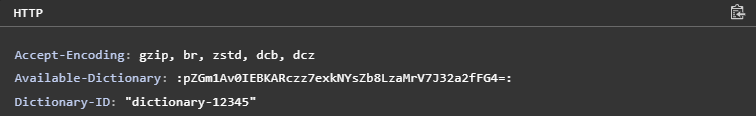 HTTP
Accept-Encoding: gzip, br, zstd, dcb, dcz
Available-Dictionary: :pZGm1Av0IEBKARczz7exkNYsZb8LzaMrV7J32a2fFG4=:
Dictionary-ID: "dictionary-12345"